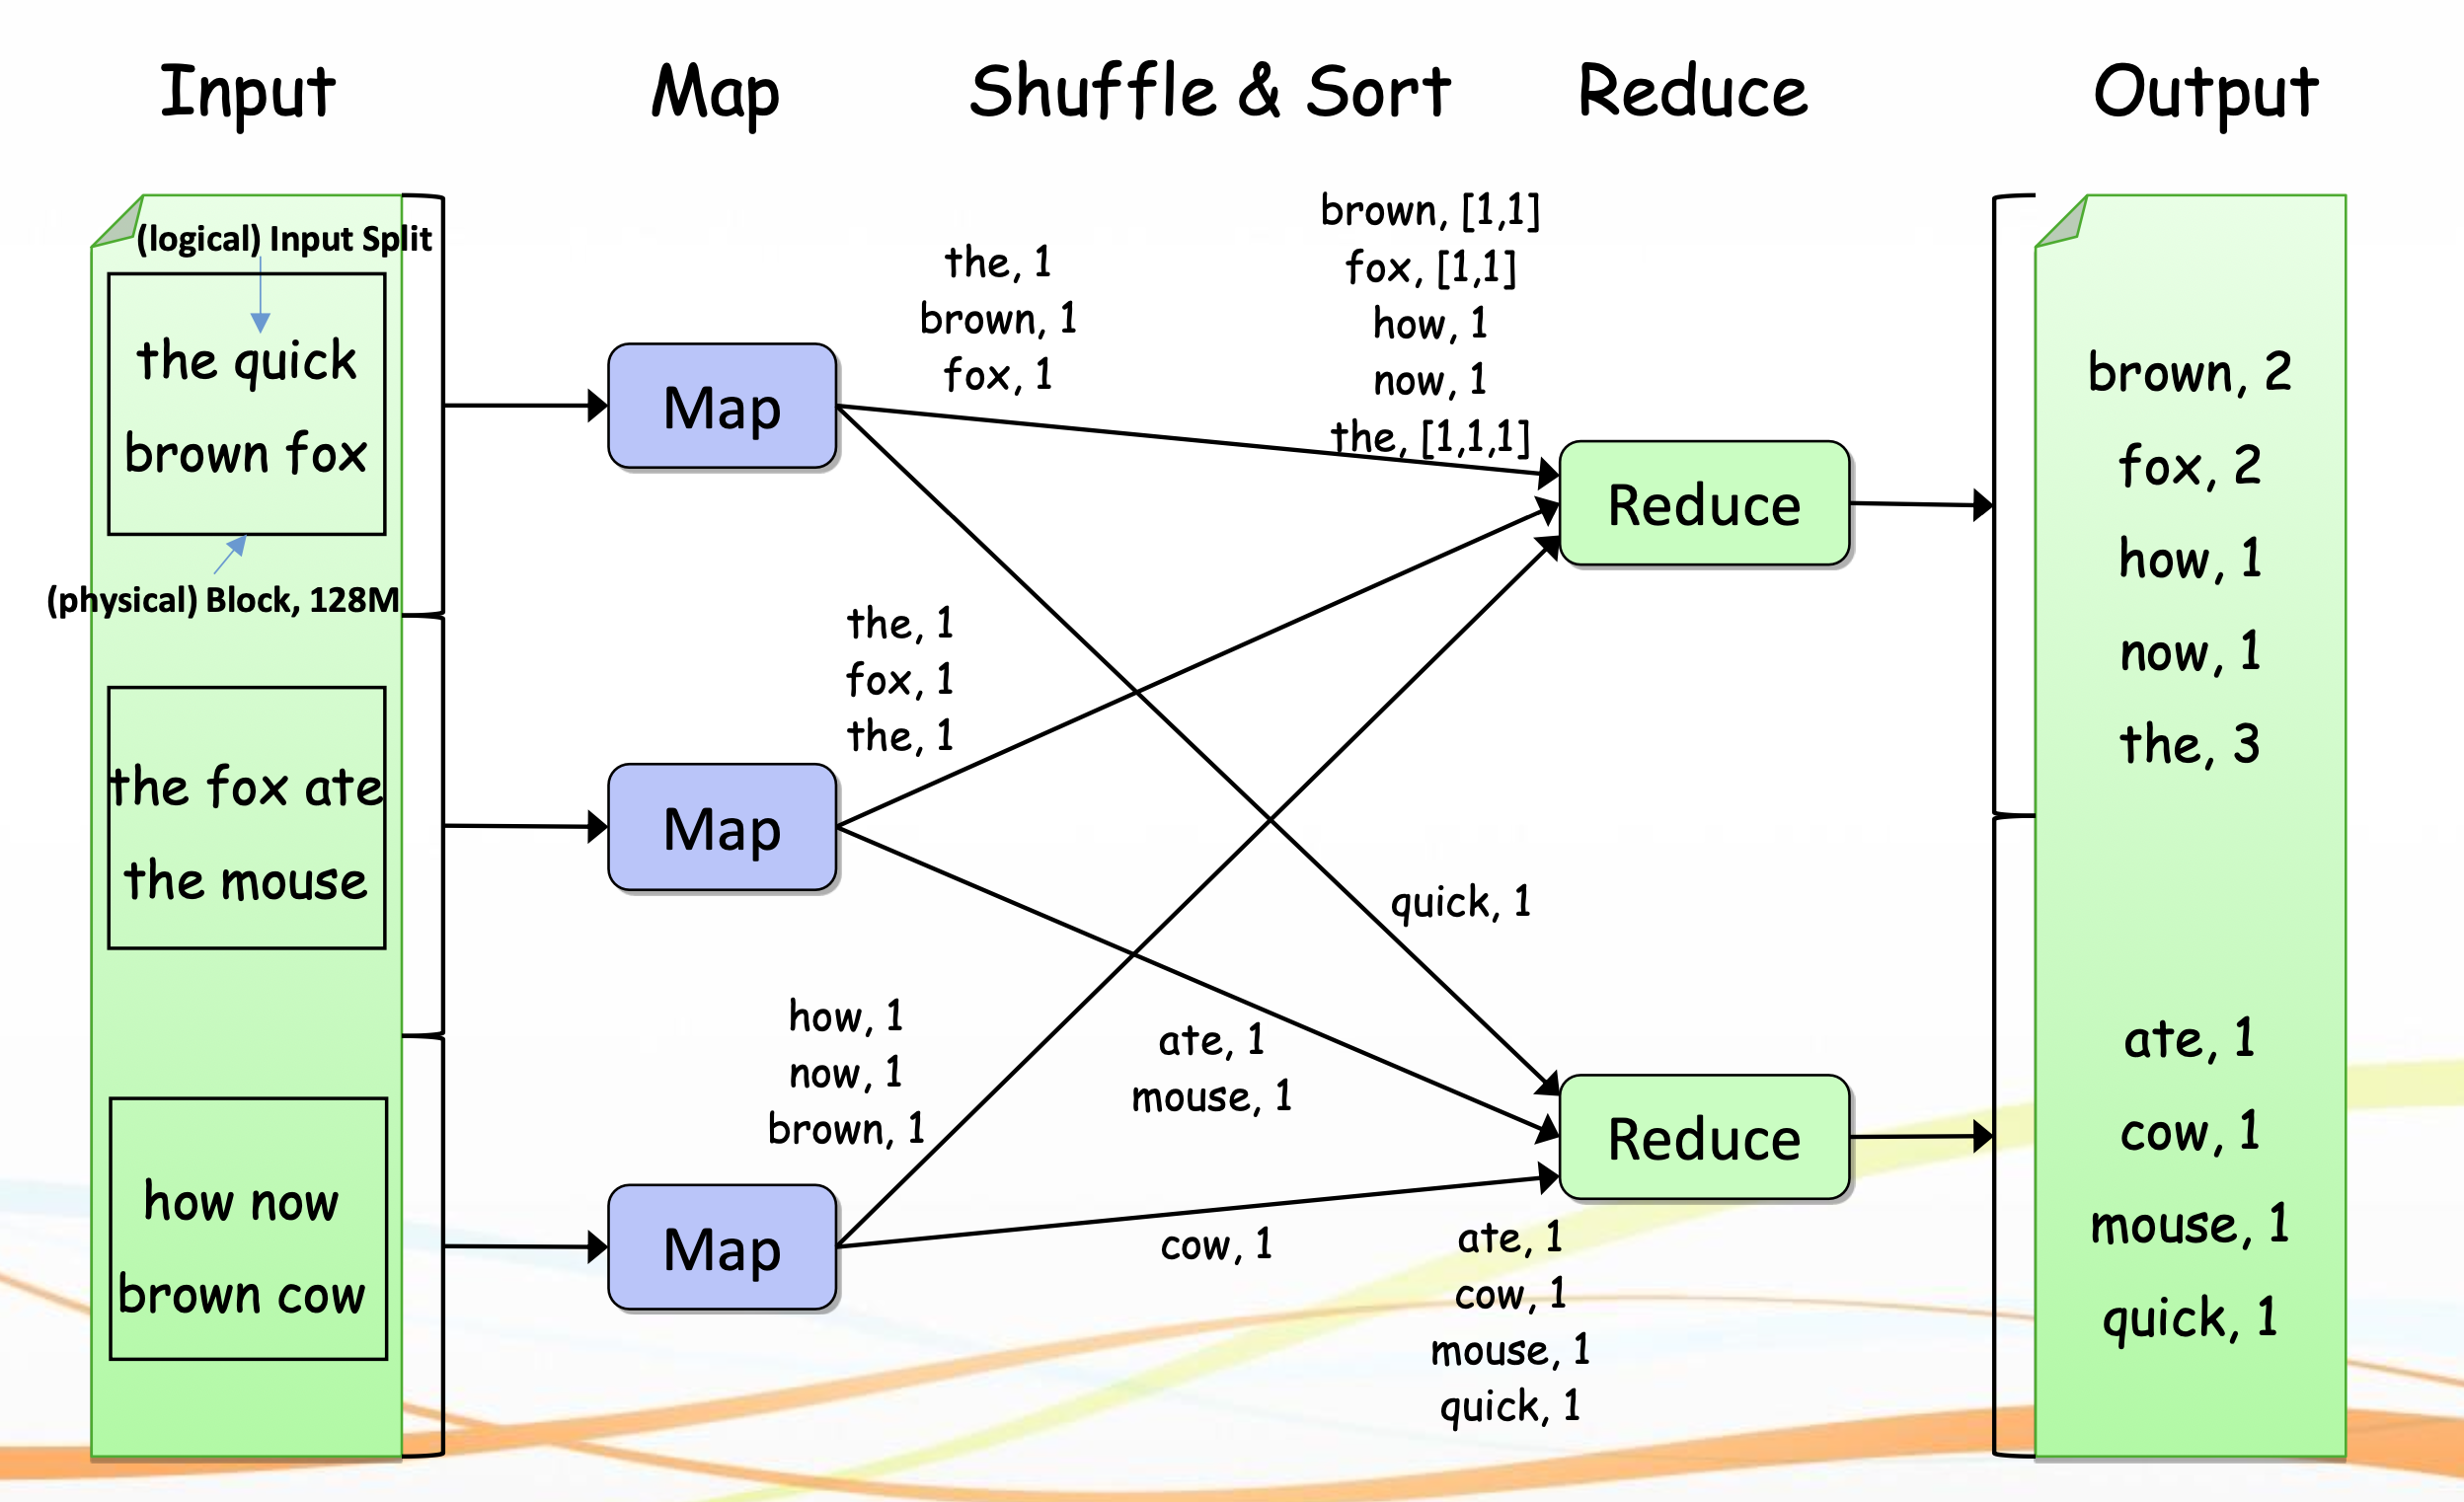 Input
Map
Shuffle & Sort
Reduce
Output
(logical) Input Split
the quick
brown fox
(physical) Block, 128M
the fox ate
the mouse
how now
brown cow
Map
Map
Map
the, 1
brown, 1
fox, 1
the, 1
fox, 1
the, 1
how, 1
now, 1
brown, 1
quick, 1
ate, 1
mouse, 1
cow, 1
brown, [1,1]
fox, [1,1]
how, 1
now, 1
the, [1,1,1]
Reduce
Reduce
ate, 1
cow, 1
mouse, 1
quick, 1
brown, 2
fox, 2
how, 1
now, 1
the, 3
ate, 1
cow, 1
mouse, 1
quick, 1